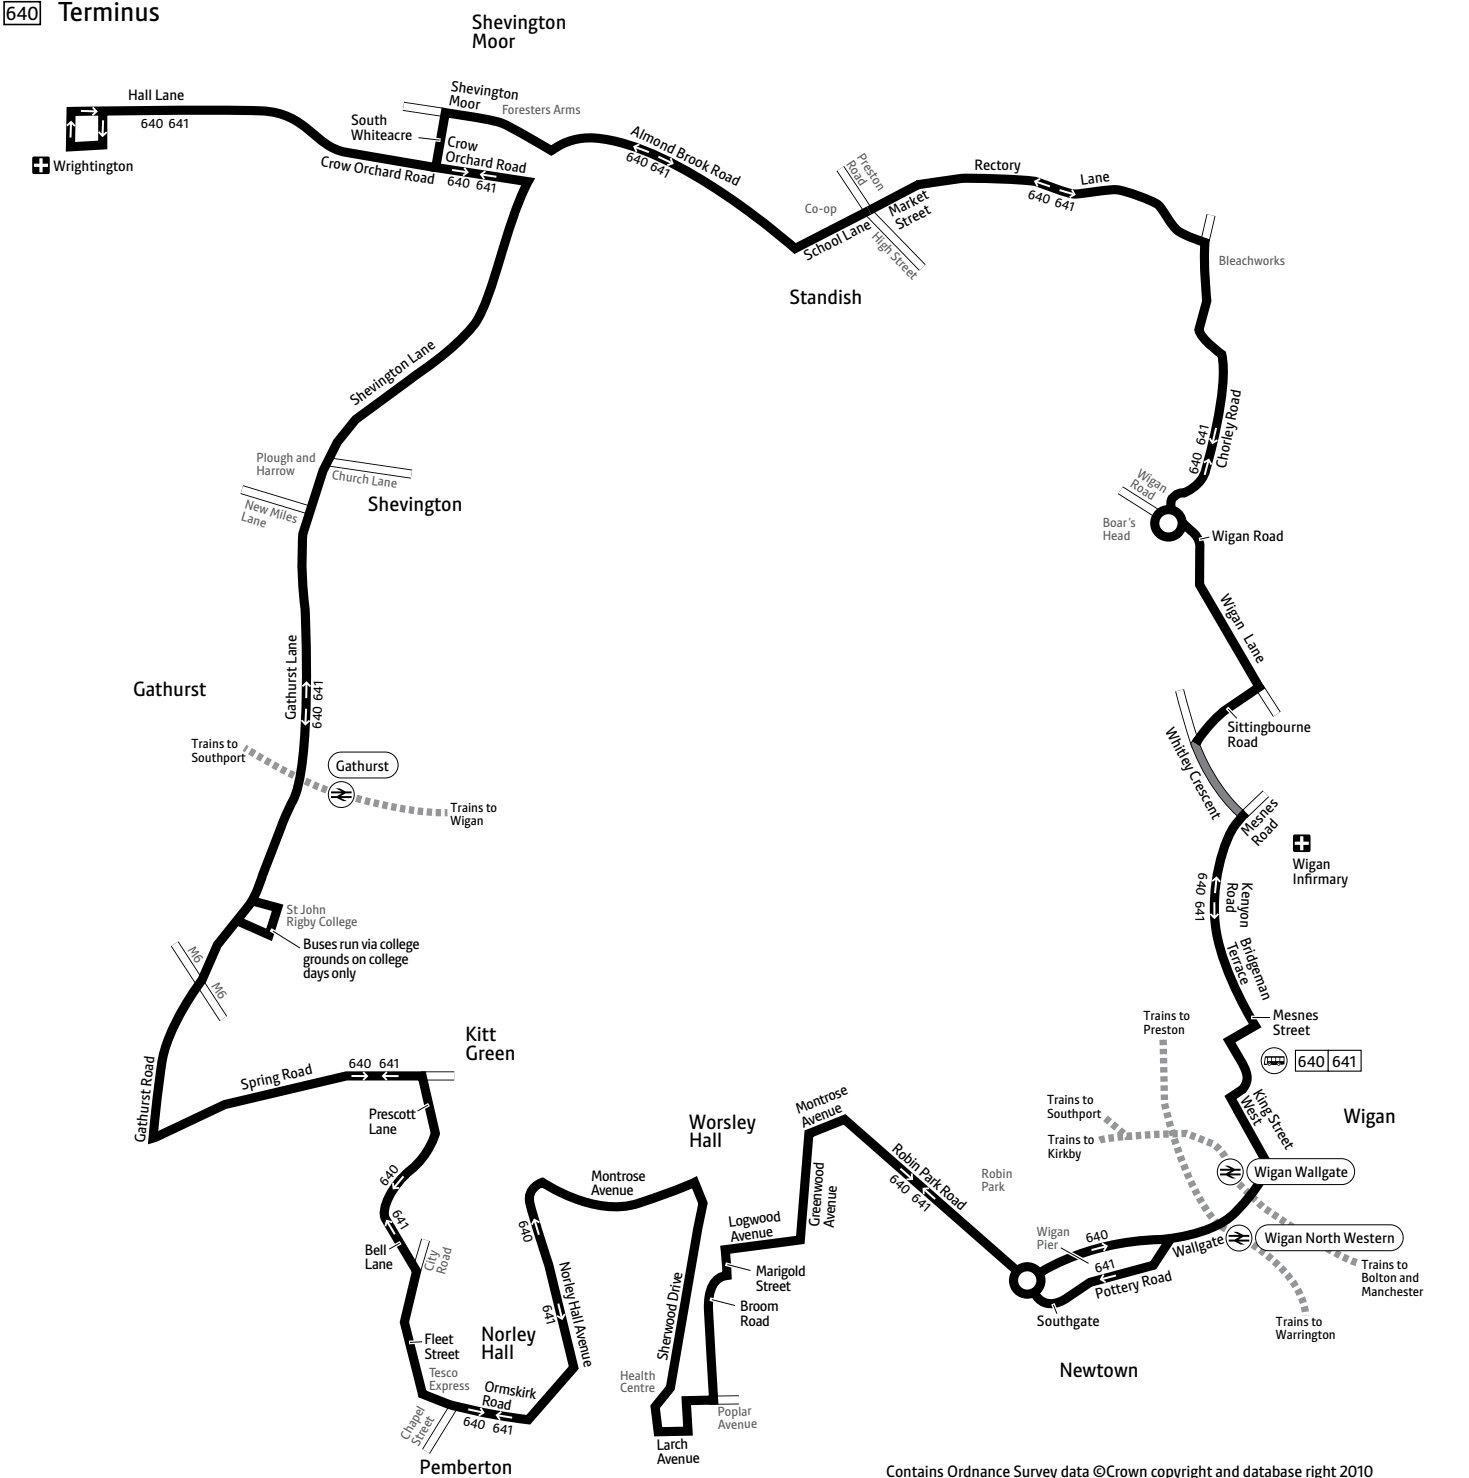 640 Terminus
Shevington
Moor
Hall Lane
640 641
Wrightington
South
Whiteacre
Shevington
Moor
Foresters Arms
Crow
Orchard Road
Crow Orchard Road
640 641
Almond Brook Road
640 641
Preston
Road
Co-op
School Lane
Market
Street
High Street
Standish
Rectory
Lane
640 641
Bleachworks
Chorley Road
640 641
Wigan
Road
Boar's
Head
Wigan Road
Wigan Lane
Sittingbourne
Road
Whitley Crescent
Mesnes
Road
Wigan
Infirmary
Kenyon
Road
640 641
Bridgeman
Terrace
Mesnes
Street
640 641
King Street
West
Wigan
Trains to
Preston
Trains to
Southport
Trains to
Kirkby
Wigan Wallgate
Wigan North Western
Trains to
Bolton and
Manchester
Trains to
Warrington
Wallgate
Pottery Road
640
641
Wigan
Pier
Southgate
Newtown
Robin
Park
Robin Park Road
640 641
Montrose
Avenue
Greenwood
Avenue
Worsley
Hall
Logwood
Avenue
Marigold
Street
Broom
Road
Poplar
Avenue
Larch
Avenue
Health
Centre
Sherwood Drive
Montrose
Avenue
640
Norley Hall Avenue
641
Norley
Hall
Ormskirk
Road
640 641
Tesco
Express
Chapel
Street
Pemberton
Fleet
Street
City
Road
Bell
Lane
641
640
Prescott
Lane
Kitt
Green
640 641
Spring Road
Gathurst Road
M6
M6
St John
Rigby College
Buses run via college
grounds on college
days only
Gathurst
Trains to
Southport
Gathurst
Trains to
Wigan
Gathurst Lane
640 641
Shevington
New Miles
Lane
Church Lane
Plough and
Harrow
Shevington Lane
Contains Ordnance Survey data ©Crown copyright and database right 2010